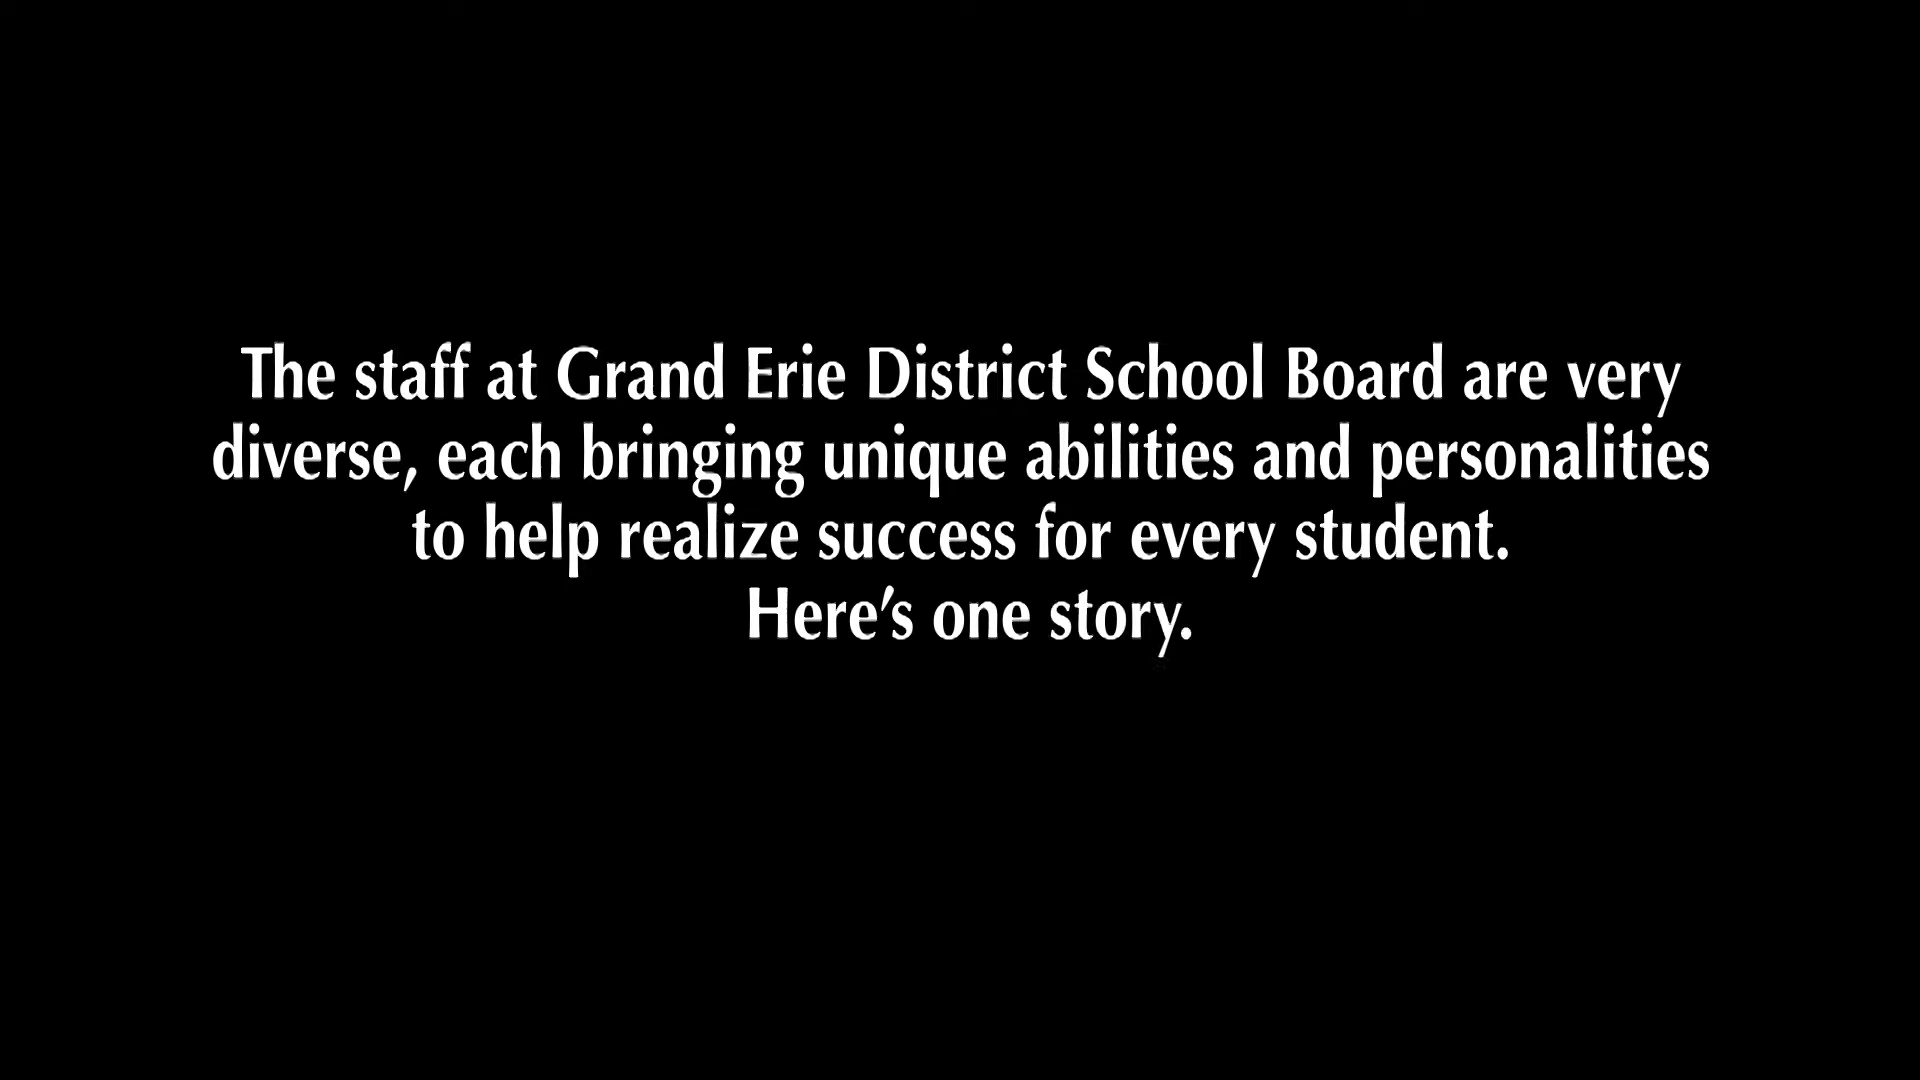 The staff at Grand Erie District School Board are very
diverse, each bringing unique abilities and personalities
to help realize success for every student.
Here’s one story.